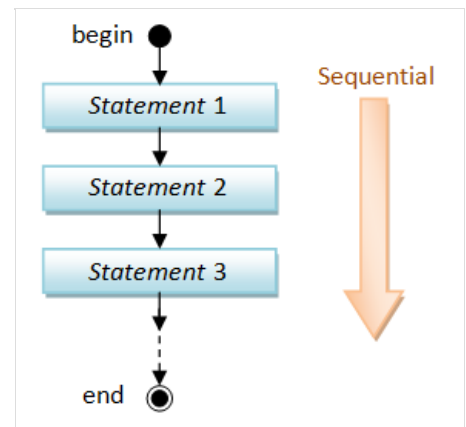 begin
Sequential
Statement 1
Statement 2
Statement 3
end